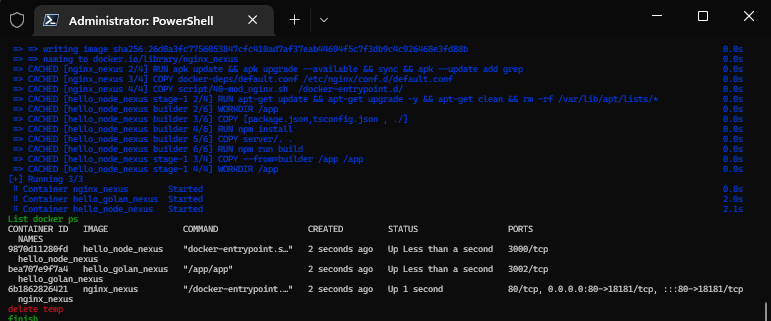 Administrator: PowerShell
=> => writing image sha256:26d0a3fc7756053847cfc410ad7af37eab44694f5c7f3db9c4c926468e3fd88b 0.0s
=> => naming to docker.io/library/nginx_nexus 0.0s
=> CACHED [nginx_nexus 2/4] RUN apk update && apk upgrade --available && sync && apk --update add grep 0.0s
=> CACHED [nginx_nexus 3/4] COPY docker-deps/default.conf /etc/nginx/conf.d/default.conf 0.0s
=> CACHED [nginx_nexus 4/4] COPY script/40-mod_nginx.sh /docker-entrypoint.d/ 0.0s
=> CACHED [hello_node_nexus stage-1 2/4] RUN apt-get update && apt-get upgrade -y && apt-get clean && rm -rf /var/lib/apt/lists/* 0.0s
=> CACHED [hello_node_nexus builder 2/6] WORKDIR /app 0.0s
=> CACHED [hello_node_nexus builder 3/6] COPY [package.json,tsconfig.json , ./] 0.0s
=> CACHED [hello_node_nexus builder 4/6] RUN npm install 0.0s
=> CACHED [hello_node_nexus builder 5/6] COPY server/. . 0.0s
=> CACHED [hello_node_nexus builder 6/6] RUN npm run build 0.0s
=> CACHED [hello_node_nexus stage-1 3/4] COPY --from=builder /app /app 0.0s
=> CACHED [hello_node_nexus stage-1 4/4] WORKDIR /app 0.0s
[+] Running 3/3
Container nginx_nexus Started 0.8s
Container hello_golan_nexus Started 2.0s
Container hello_node_nexus Started 2.1s
List docker ps
CONTAINER ID IMAGE COMMAND CREATED STATUS PORTS
NAMES
9870d11280fd hello_node_nexus "docker-entrypoint.s…" 2 seconds ago Up Less than a second 3000/tcp
hello_node_nexus
bea707e9f7a4 hello_golan_nexus "/app/app" 2 seconds ago Up Less than a second 3002/tcp
hello_golan_nexus
6b1862826421 nginx_nexus "/docker-entrypoint.…" 2 seconds ago Up 1 second 80/tcp, 0.0.0.0:80->18181/tcp, :::80->18181/tcp
nginx_nexus
delete temp
finish